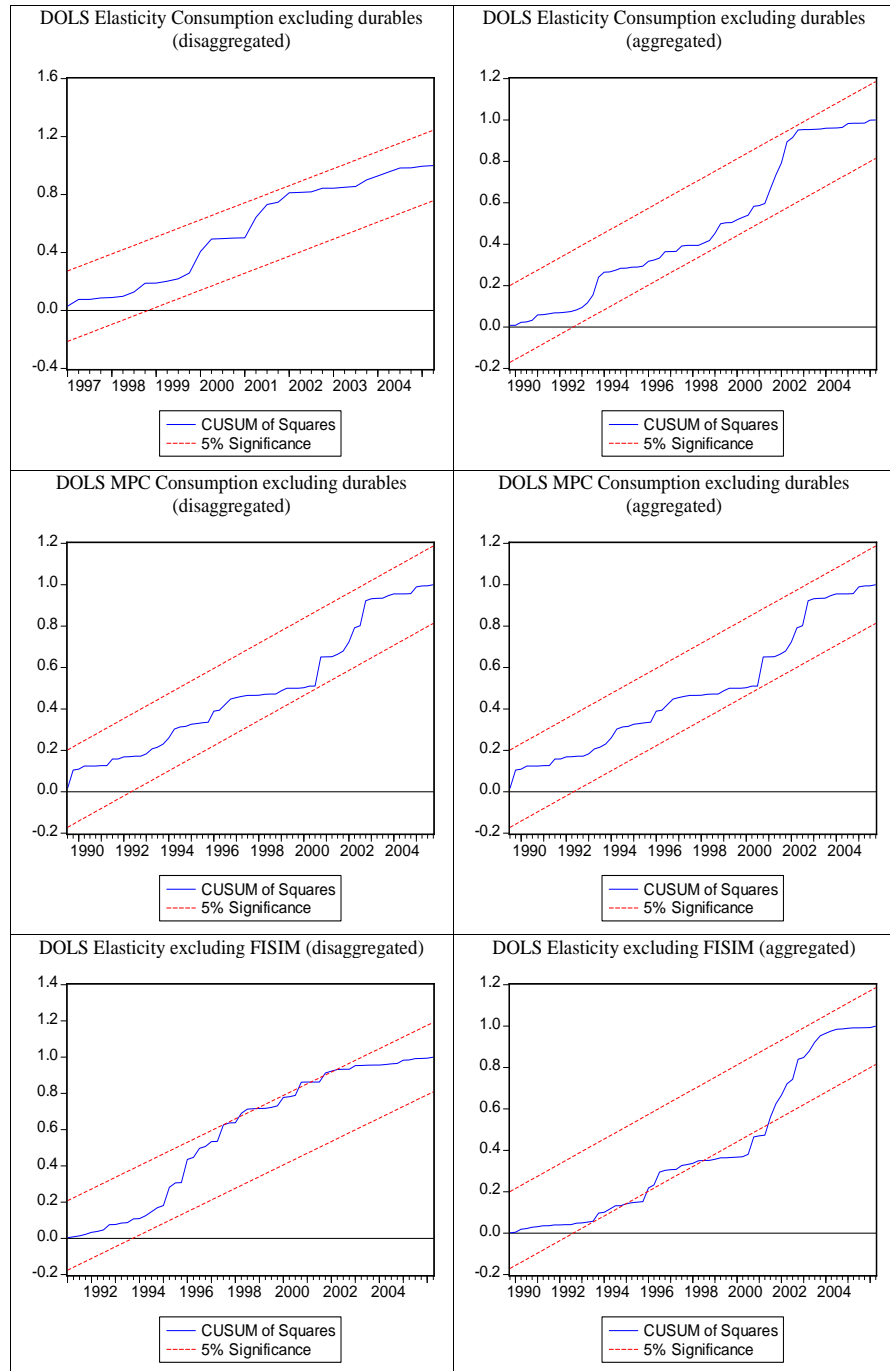 DOLS Elasticity Consumption excluding durables
(disaggregated)
1.6
1.2
0.8
0.4
0.0
-0.4
1997 1998 1999 2000 2001 2002 2003 2004
CUSUM of Squares
5% Significance
DOLS Elasticity Consumption excluding durables
(aggregated)
1.2
1.0
0.8
0.6
0.4
0.2
0.0
-0.2
1990 1992 1994 1996 1998 2000 2002 2004
CUSUM of Squares
5% Significance
DOLS MPC Consumption excluding durables
(disaggregated)
1.2
1.0
0.8
0.6
0.4
0.2
0.0
-0.2
1990 1992 1994 1996 1998 2000 2002 2004
CUSUM of Squares
5% Significance
DOLS MPC Consumption excluding durables
(aggregated)
1.2
1.0
0.8
0.6
0.4
0.2
0.0
-0.2
1990 1992 1994 1996 1998 2000 2002 2004
CUSUM of Squares
5% Significance
DOLS Elasticity excluding FISIM (disaggregated)
1.4
1.2
1.0
0.8
0.6
0.4
0.2
0.0
-0.2
1992 1994 1996 1998 2000 2002 2004
CUSUM of Squares
5% Significance
DOLS Elasticity excluding FISIM (aggregated)
1.2
1.0
0.8
0.6
0.4
0.2
0.0
-0.2
1990 1992 1994 1996 1998 2000 2002 2004
CUSUM of Squares
5% Significance